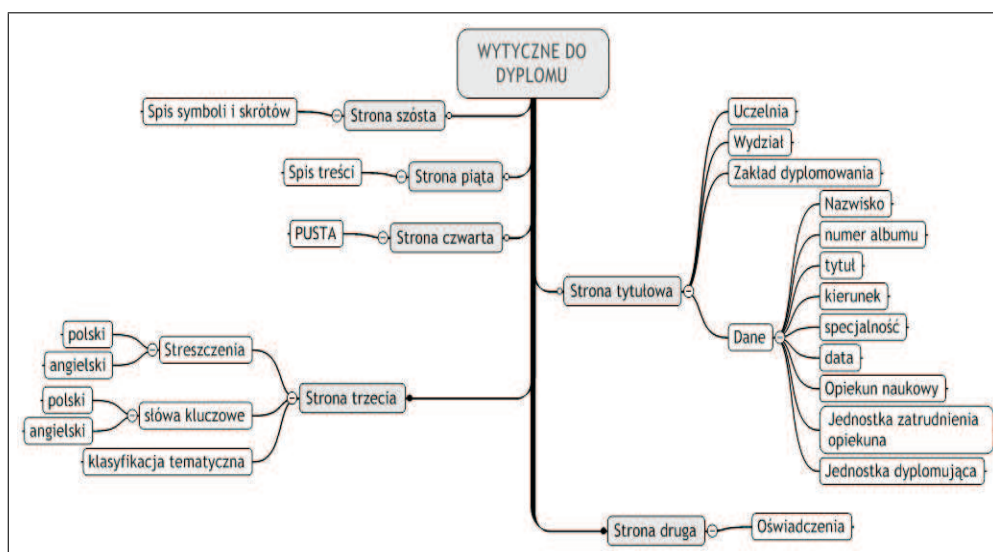 WYTYCZNE DO
DYPLOMU
Strona tytułowa
Uczelnia
Wydział
Zakład dyplomowania
Dane
Nazwisko
numer albumu
tytuł
kierunek
specjalność
data
Opiekun naukowy
Jednostka zatrudnienia
opiekuna
Jednostka dyplomująca
Strona druga
Oświadczenia
Strona trzecia
Streszczenia
polski
angielski
słówa kluczowe
polski
angielski
klasyfikacja tematyczna
Strona czwarta
PUSTA
Strona piąta
Spis treści
Strona szósta
Spis symboli i skrótów